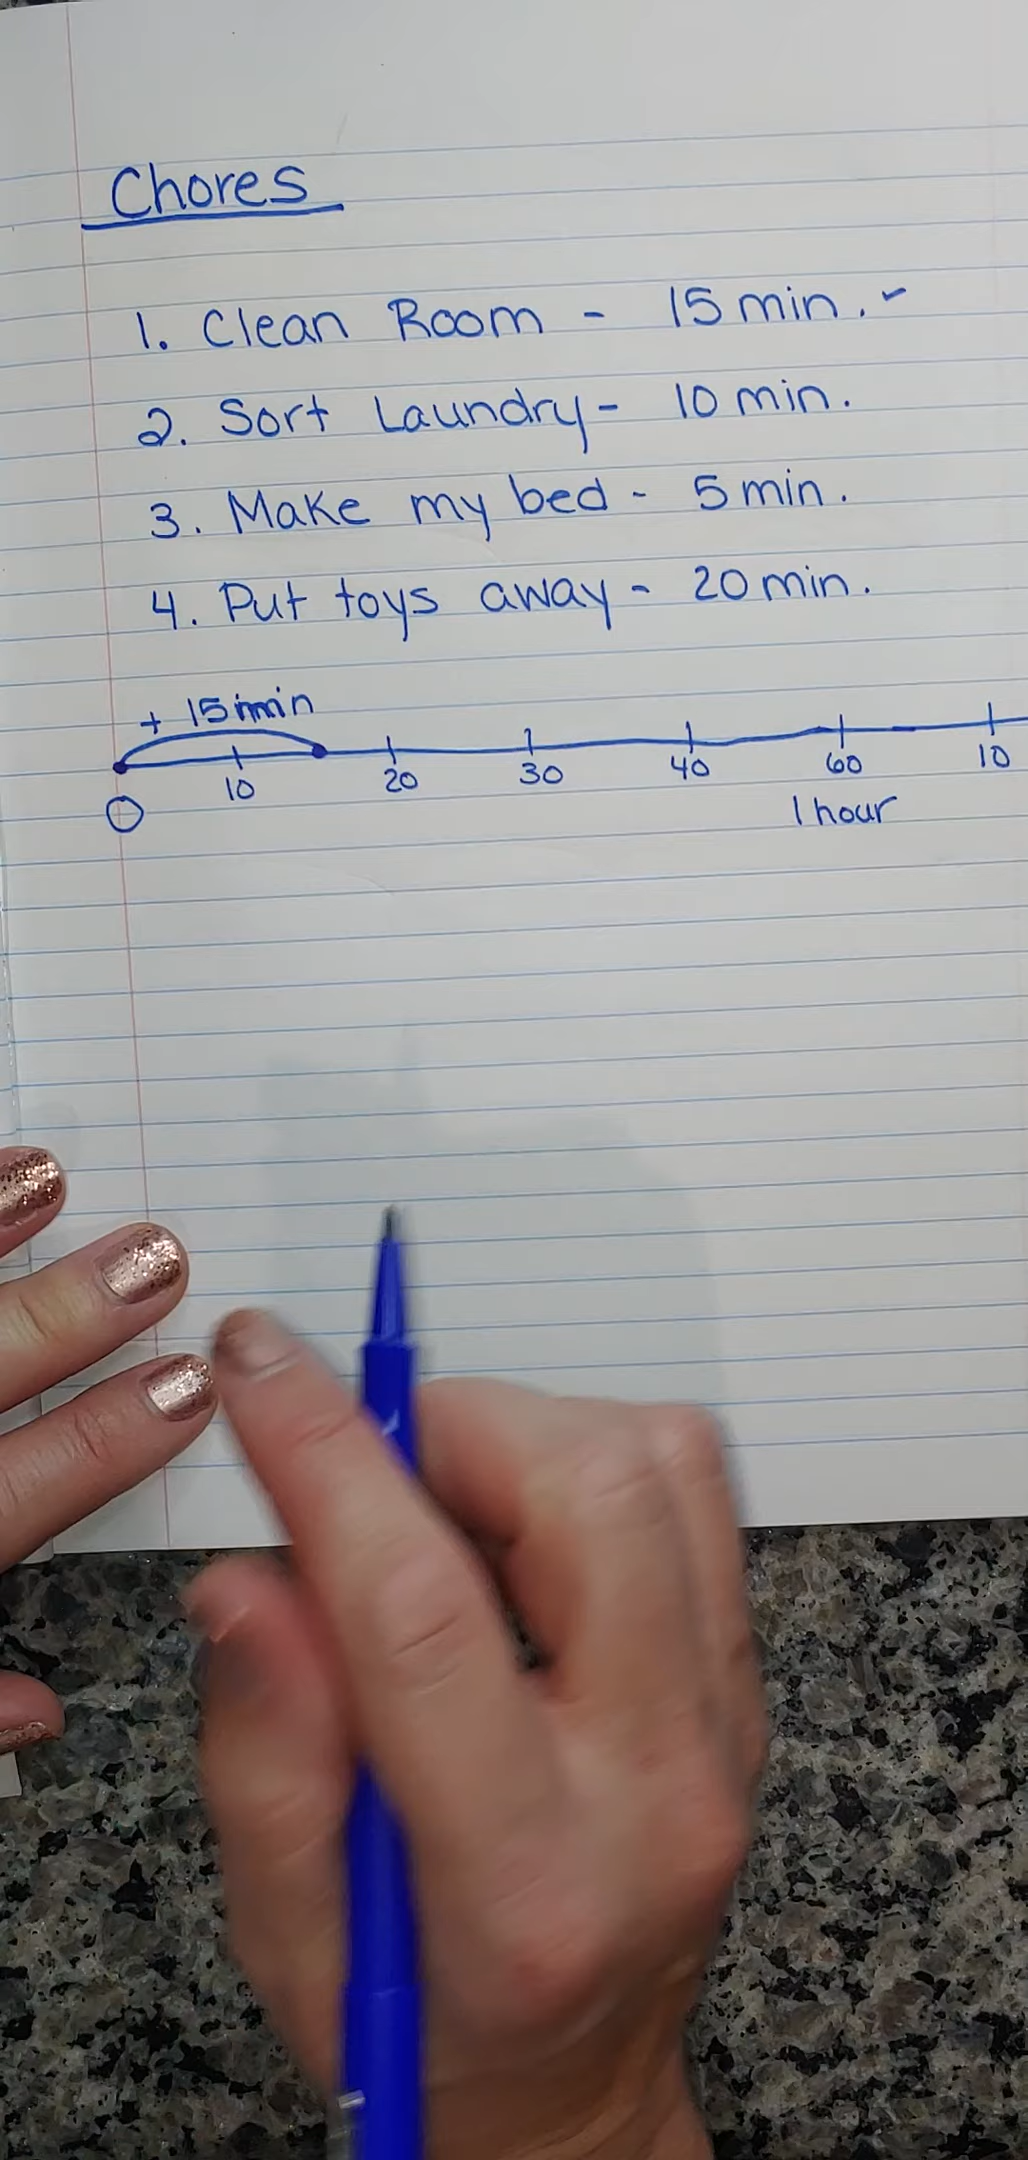 Chores
1. Clean Room - 15 min. ✓
2. Sort Laundry - 10 min.
3. Make my bed - 5 min.
4. Put toys away - 20 min.
+ 15 min
0 10 20 30 40 60 10
1 hour